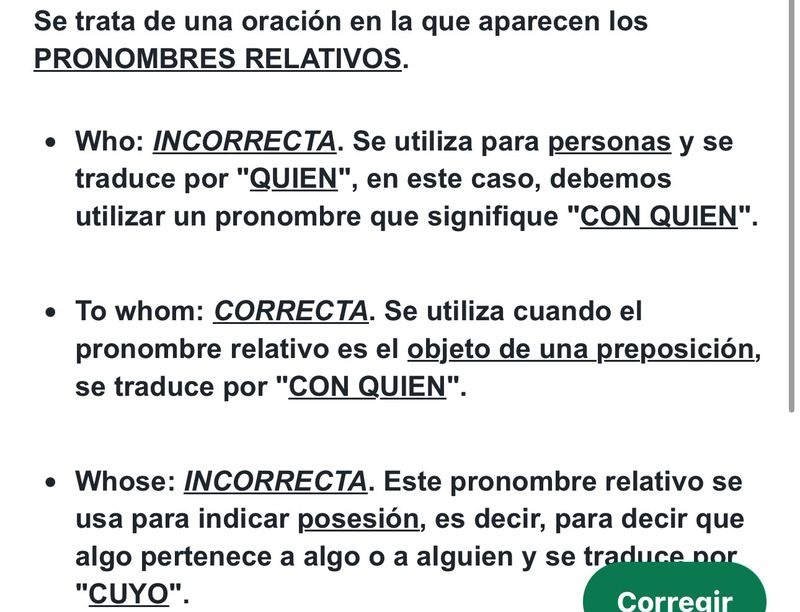 Se trata de una oración en la que aparecen los
PRONOMBRES RELATIVOS.
• Who: INCORRECTA. Se utiliza para personas y se
traduce por "QUIEN", en este caso, debemos
utilizar un pronombre que signifique "CON QUIEN".
• To whom: CORRECTA. Se utiliza cuando el
pronombre relativo es el objeto de una preposición,
se traduce por "CON QUIEN".
• Whose: INCORRECTA. Este pronombre relativo se
usa para indicar posesión, es decir, para decir que
algo pertenece a algo o a alguien y se traduce por
"CUYO".
Corregir